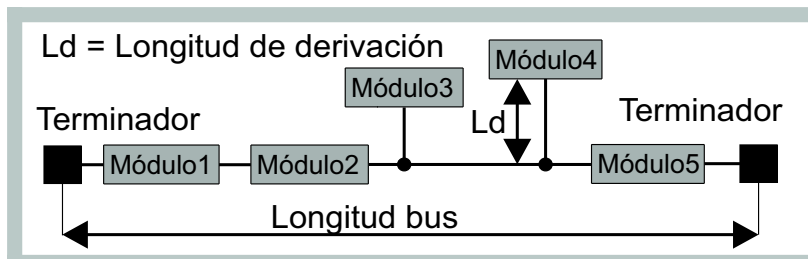 Ld = Longitud de derivación
Módulo4
Módulo3
Terminador
Ld
Terminador
Módulo1
Módulo2
Módulo5
Longitud bus